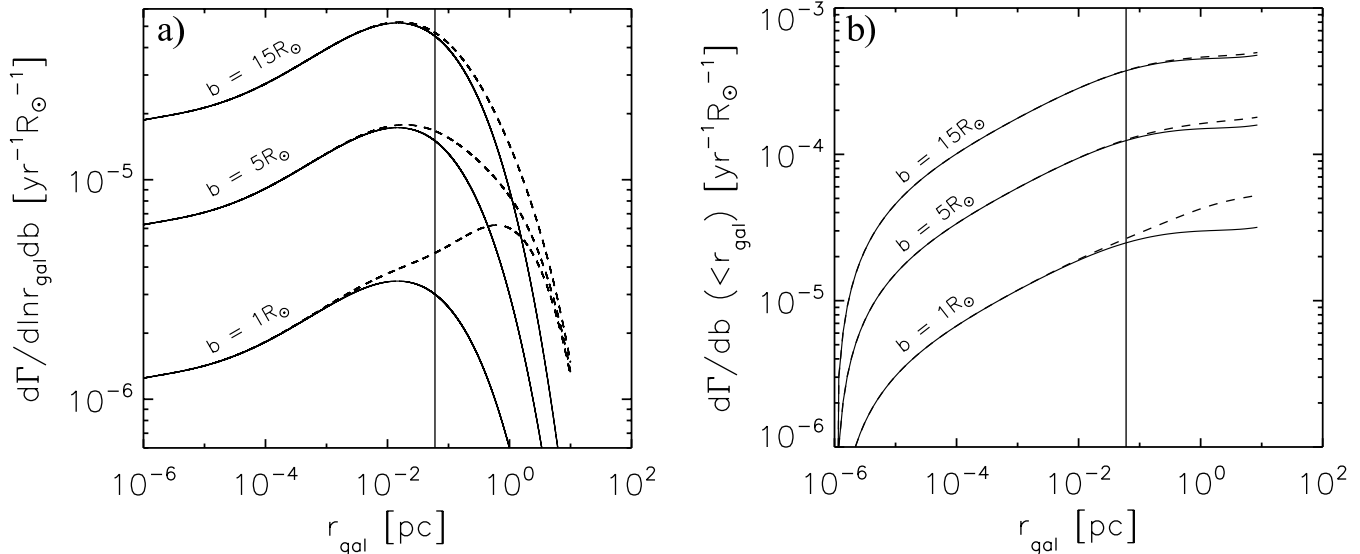 a)
dΓ/dlnr_gal db [yr⁻¹R☉⁻¹]
10⁻⁵
10⁻⁶
b = 15R☉
b = 5R☉
b = 1R☉
10⁻⁶ 10⁻⁴ 10⁻² 10⁰ 10²
r_gal [pc]
b)
dΓ/db (<r_gal) [yr⁻¹R☉⁻¹]
10⁻³
10⁻⁴
10⁻⁵
10⁻⁶
b = 15R☉
b = 5R☉
b = 1R☉
10⁻⁶ 10⁻⁴ 10⁻² 10⁰ 10²
r_gal [pc]